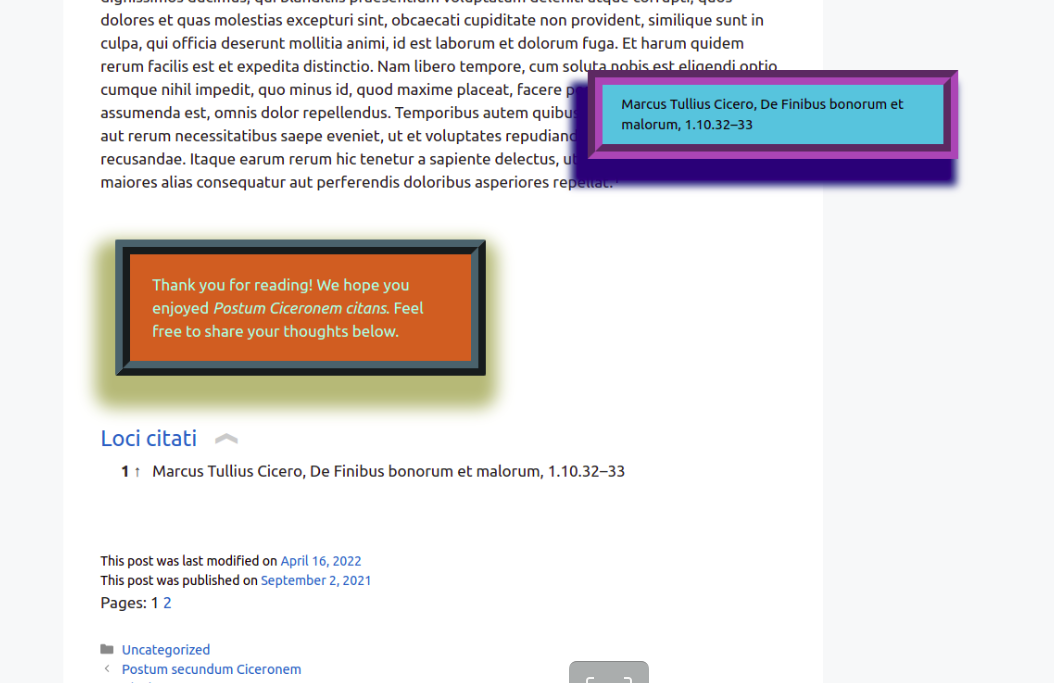 dolores et quas molestias excepturi sint, obcaecati cupiditate non provident, similique sunt in
culpa, qui officia deserunt mollitia animi, id est laborum et dolorum fuga. Et harum quidem
rerum facilis est et expedita distinctio. Nam libero tempore, cum soluta nobis est eligendi optio
cumque nihil impedit, quo minus id, quod maxime placeat, facere
assumenda est, omnis dolor repellendus. Temporibus autem
aut rerum necessitatibus saepe eveniet, ut et voluptates
recusandae. Itaque earum rerum hic tenetur a sapiente delectus,
maiores alias consequatur aut perferendis doloribus asperiores repellat.
Marcus Tullius Cicero, De Finibus bonorum et
malorum, 1.10.32–33
Thank you for reading! We hope you
enjoyed Postum Ciceronem citans. Feel
free to share your thoughts below.
Loci citati
1 ↑ Marcus Tullius Cicero, De Finibus bonorum et malorum, 1.10.32–33
This post was last modified on April 16, 2022
This post was published on September 2, 2021
Pages: 1 2
Uncategorized
Postum secundum Ciceronem